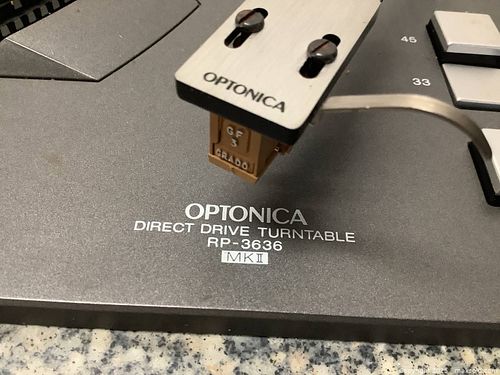 45
33
OPTONICA
GF
3
GRADO
OPTONICA
DIRECT DRIVE TURNTABLE
RP-3636
MKII